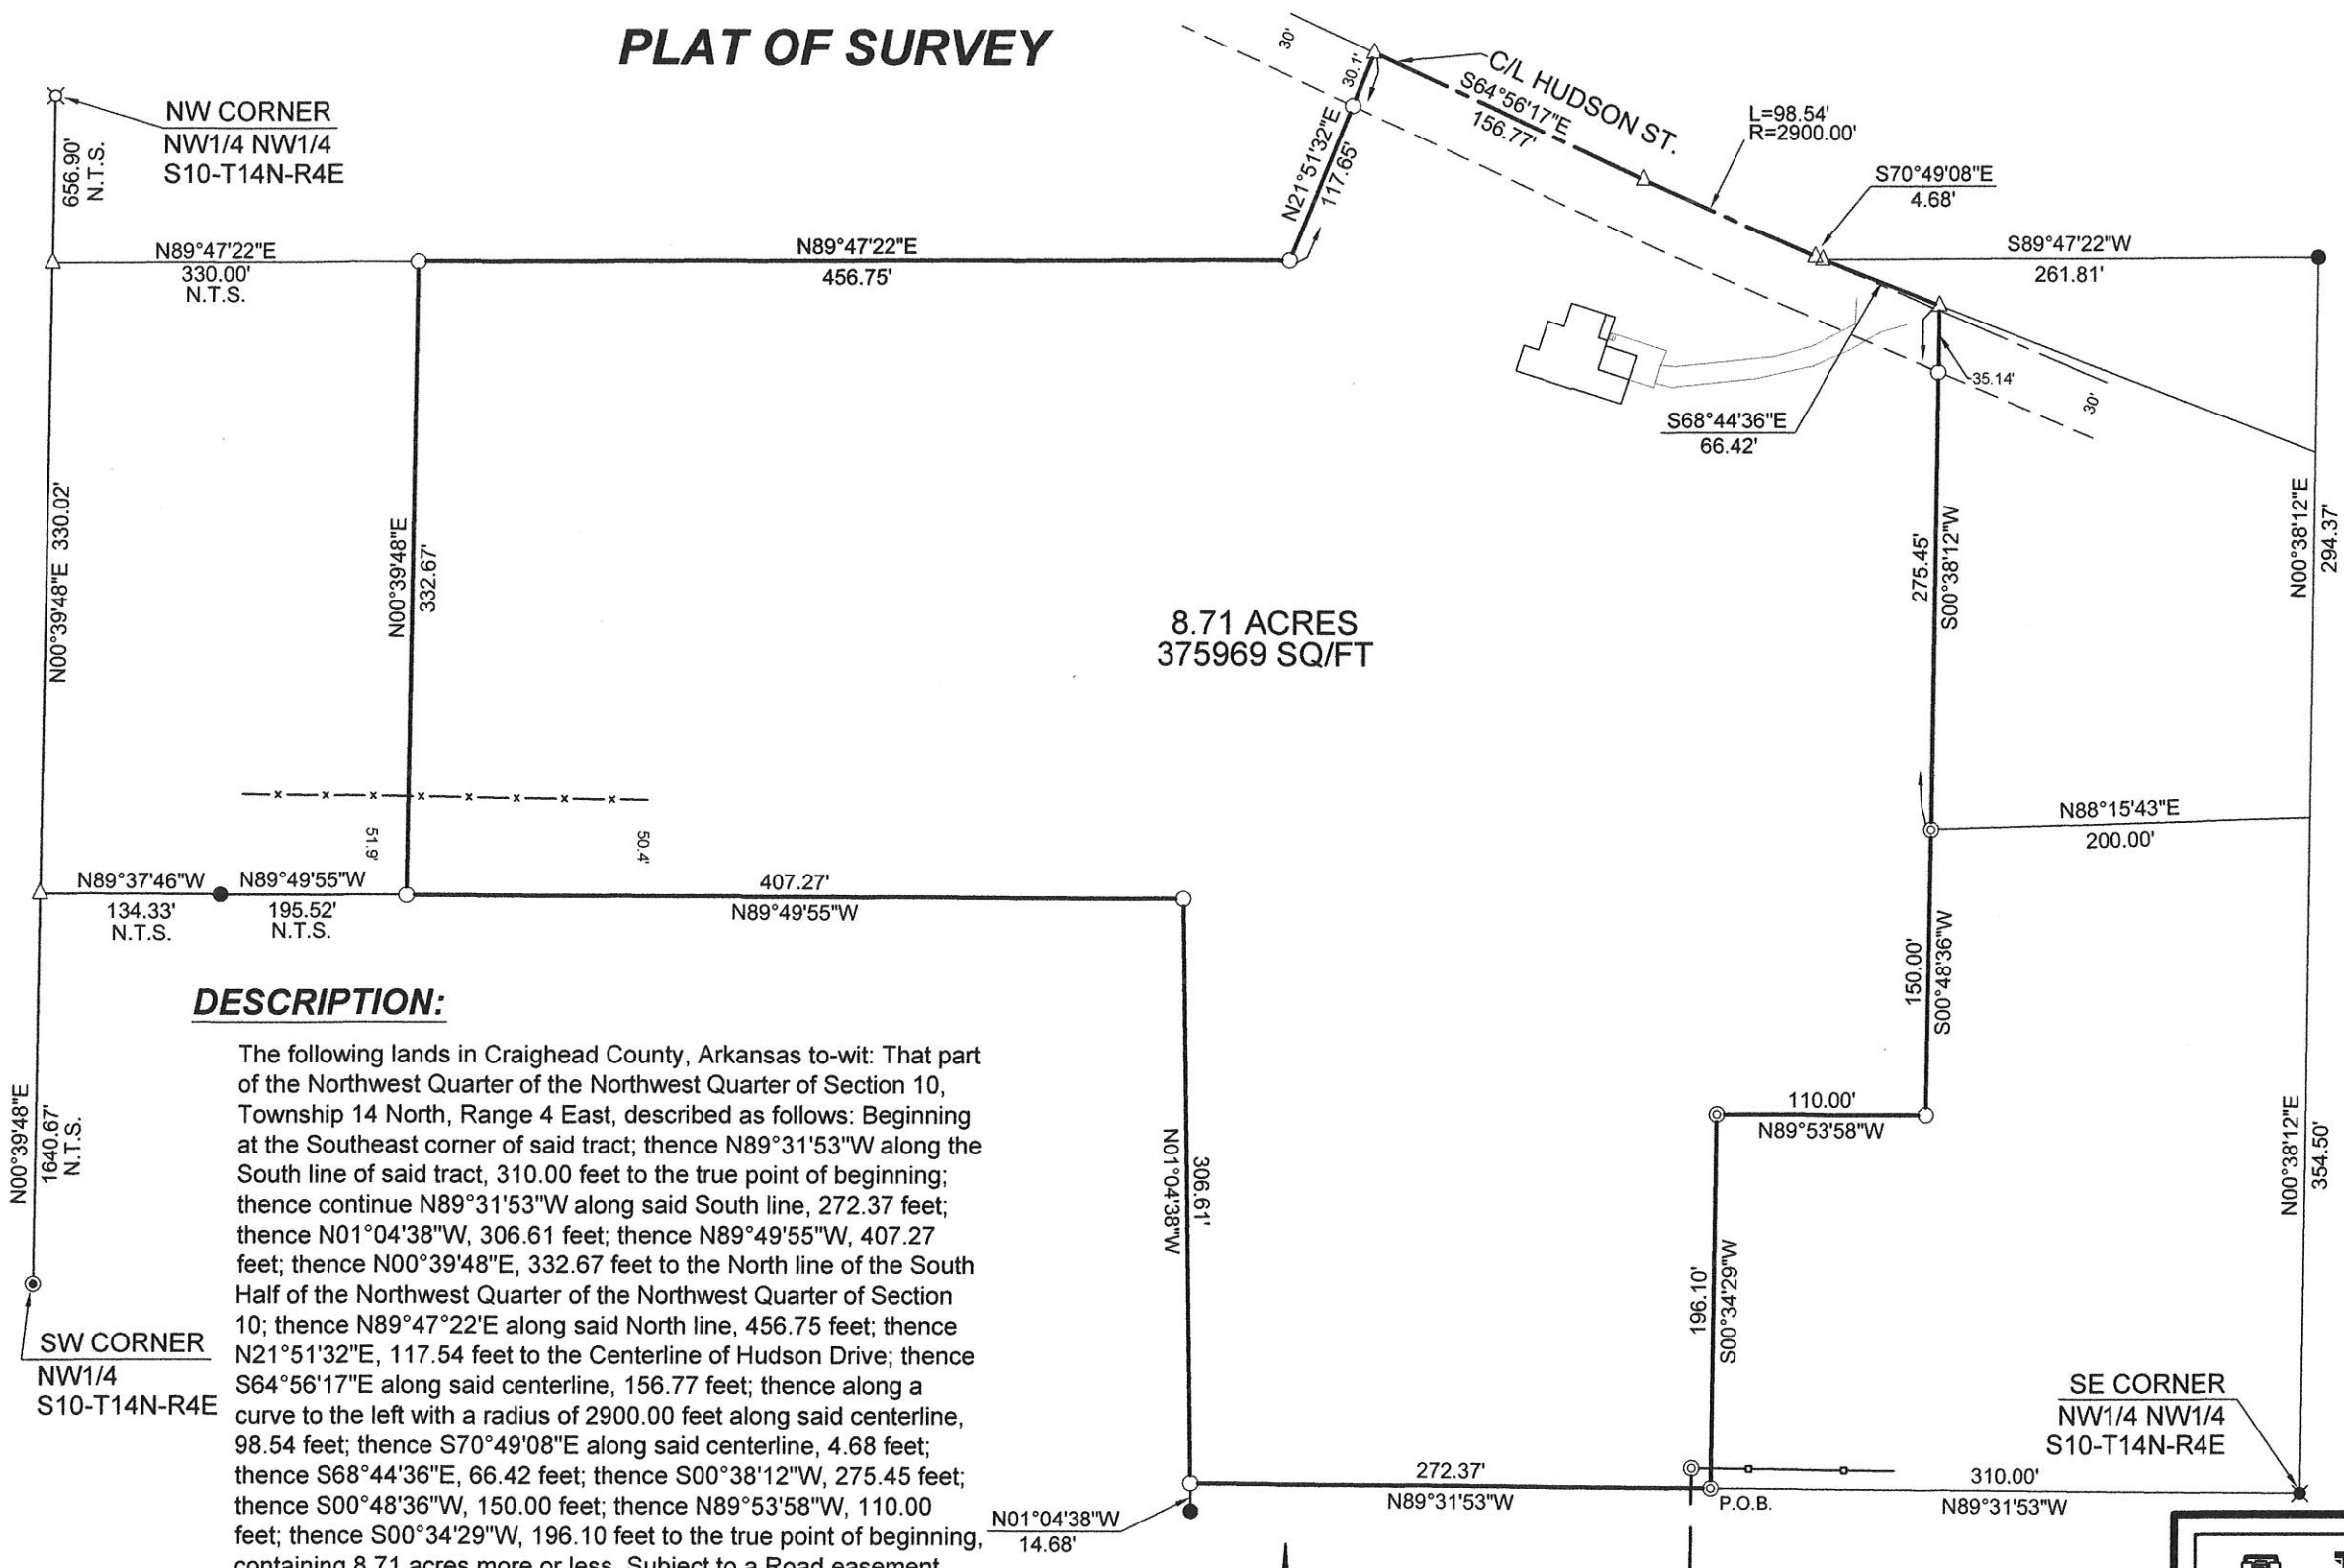 PLAT OF SURVEY
NW CORNER
NW1/4 NW1/4
S10-T14N-R4E
656.90'
N.T.S.
30'
30.1'
C/L HUDSON ST.
S64°56'17"E
156.77'
L=98.54'
R=2900.00'
S70°49'08"E
4.68'
N21°51'32"E
117.65'
N89°47'22"E
330.00'
N.T.S.
N89°47'22"E
456.75'
S89°47'22"W
261.81'
35.14'
30'
S68°44'36"E
66.42'
N00°39'48"E 330.02'
N00°39'48"E
332.67'
8.71 ACRES
375969 SQ/FT
275.45'
S00°38'12"W
N00°38'12"E
294.37'
N88°15'43"E
200.00'
51.9'
50.4'
N89°37'46"W
134.33'
N.T.S.
N89°49'55"W
195.52'
N.T.S.
407.27'
N89°49'55"W
150.00'
S00°48'36"W
DESCRIPTION:
The following lands in Craighead County, Arkansas to-wit: That part
of the Northwest Quarter of the Northwest Quarter of Section 10,
Township 14 North, Range 4 East, described as follows: Beginning
at the Southeast corner of said tract; thence N89°31'53"W along the
South line of said tract, 310.00 feet to the true point of beginning;
thence continue N89°31'53"W along said South line, 272.37 feet;
thence N01°04'38"W, 306.61 feet; thence N89°49'55"W, 407.27
feet; thence N00°39'48"E, 332.67 feet to the North line of the South
Half of the Northwest Quarter of the Northwest Quarter of Section
10; thence N89°47°22'E along said North line, 456.75 feet; thence
N21°51'32"E, 117.54 feet to the Centerline of Hudson Drive; thence
S64°56'17"E along said centerline, 156.77 feet; thence along a
curve to the left with a radius of 2900.00 feet along said centerline,
98.54 feet; thence S70°49'08"E along said centerline, 4.68 feet;
thence S68°44'36"E, 66.42 feet; thence S00°38'12"W, 275.45 feet;
thence S00°48'36"W, 150.00 feet; thence N89°53'58"W, 110.00
feet; thence S00°34'29"W, 196.10 feet to the true point of beginning,
containing 8.71 acres more or less. Subject to a Road easement
N00°39'48"E
1640.67'
N.T.S.
SW CORNER
NW1/4
S10-T14N-R4E
N01°04'38"W
306.61'
110.00'
N89°53'58"W
196.10'
S00°34'29"W
N00°38'12"E
354.50'
SE CORNER
NW1/4 NW1/4
S10-T14N-R4E
272.37'
N89°31'53"W
P.O.B.
310.00'
N89°31'53"W
N01°04'38"W
14.68'